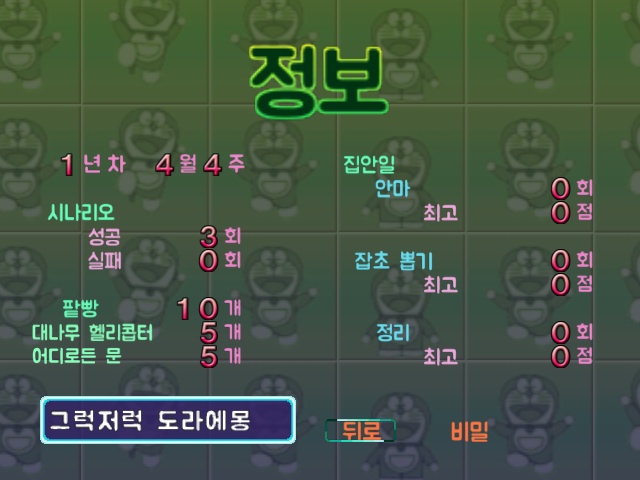 정보
1년차 4월 4주
시나리오
성공 3회
실패 0회
팥빵 10개
대나무 헬리콥터 5개
어디로든 문 5개
집안일
안마 0회
최고 0점
잡초 뽑기 0회
최고 0점
정리 0회
최고 0점
그럭저럭 도라에몽
뒤로 비밀